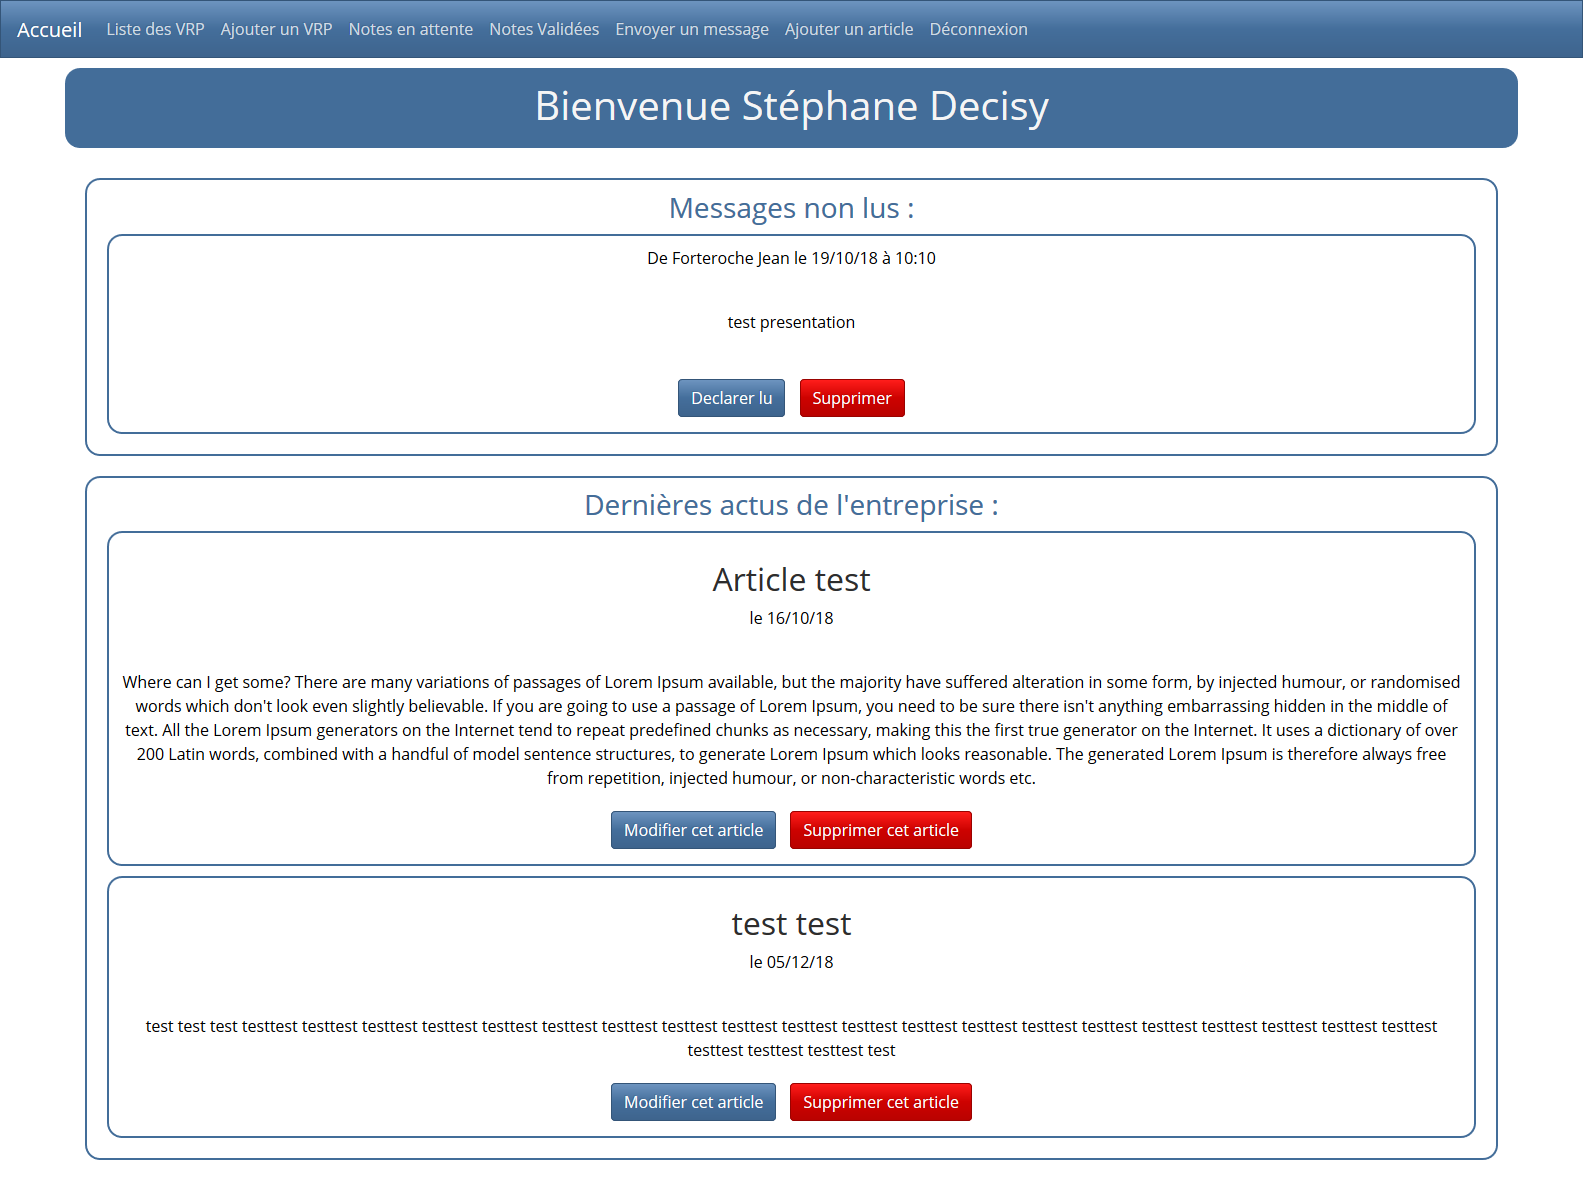 Accueil Liste des VRP Ajouter un VRP Notes en attente Notes Validées Envoyer un message Ajouter un article Déconnexion
Bienvenue Stéphane Decisy
Messages non lus :
De Forteroche Jean le 19/10/18 à 10:10
test presentation
Declarer lu Supprimer
Dernières actus de l'entreprise :
Article test
le 16/10/18
Where can I get some? There are many variations of passages of Lorem Ipsum available, but the majority have suffered alteration in some form, by injected humour, or randomised
words which don't look even slightly believable. If you are going to use a passage of Lorem Ipsum, you need to be sure there isn't anything embarrassing hidden in the middle of
text. All the Lorem Ipsum generators on the Internet tend to repeat predefined chunks as necessary, making this the first true generator on the Internet. It uses a dictionary of over
200 Latin words, combined with a handful of model sentence structures, to generate Lorem Ipsum which looks reasonable. The generated Lorem Ipsum is therefore always free
from repetition, injected humour, or non-characteristic words etc.
Modifier cet article Supprimer cet article
test test
le 05/12/18
test test test testtest testtest testtest testtest testtest testtest testtest testtest testtest testtest testtest testtest testtest testtest testtest testtest testtest testtest testtest testtest
testtest testtest testtest test
Modifier cet article Supprimer cet article